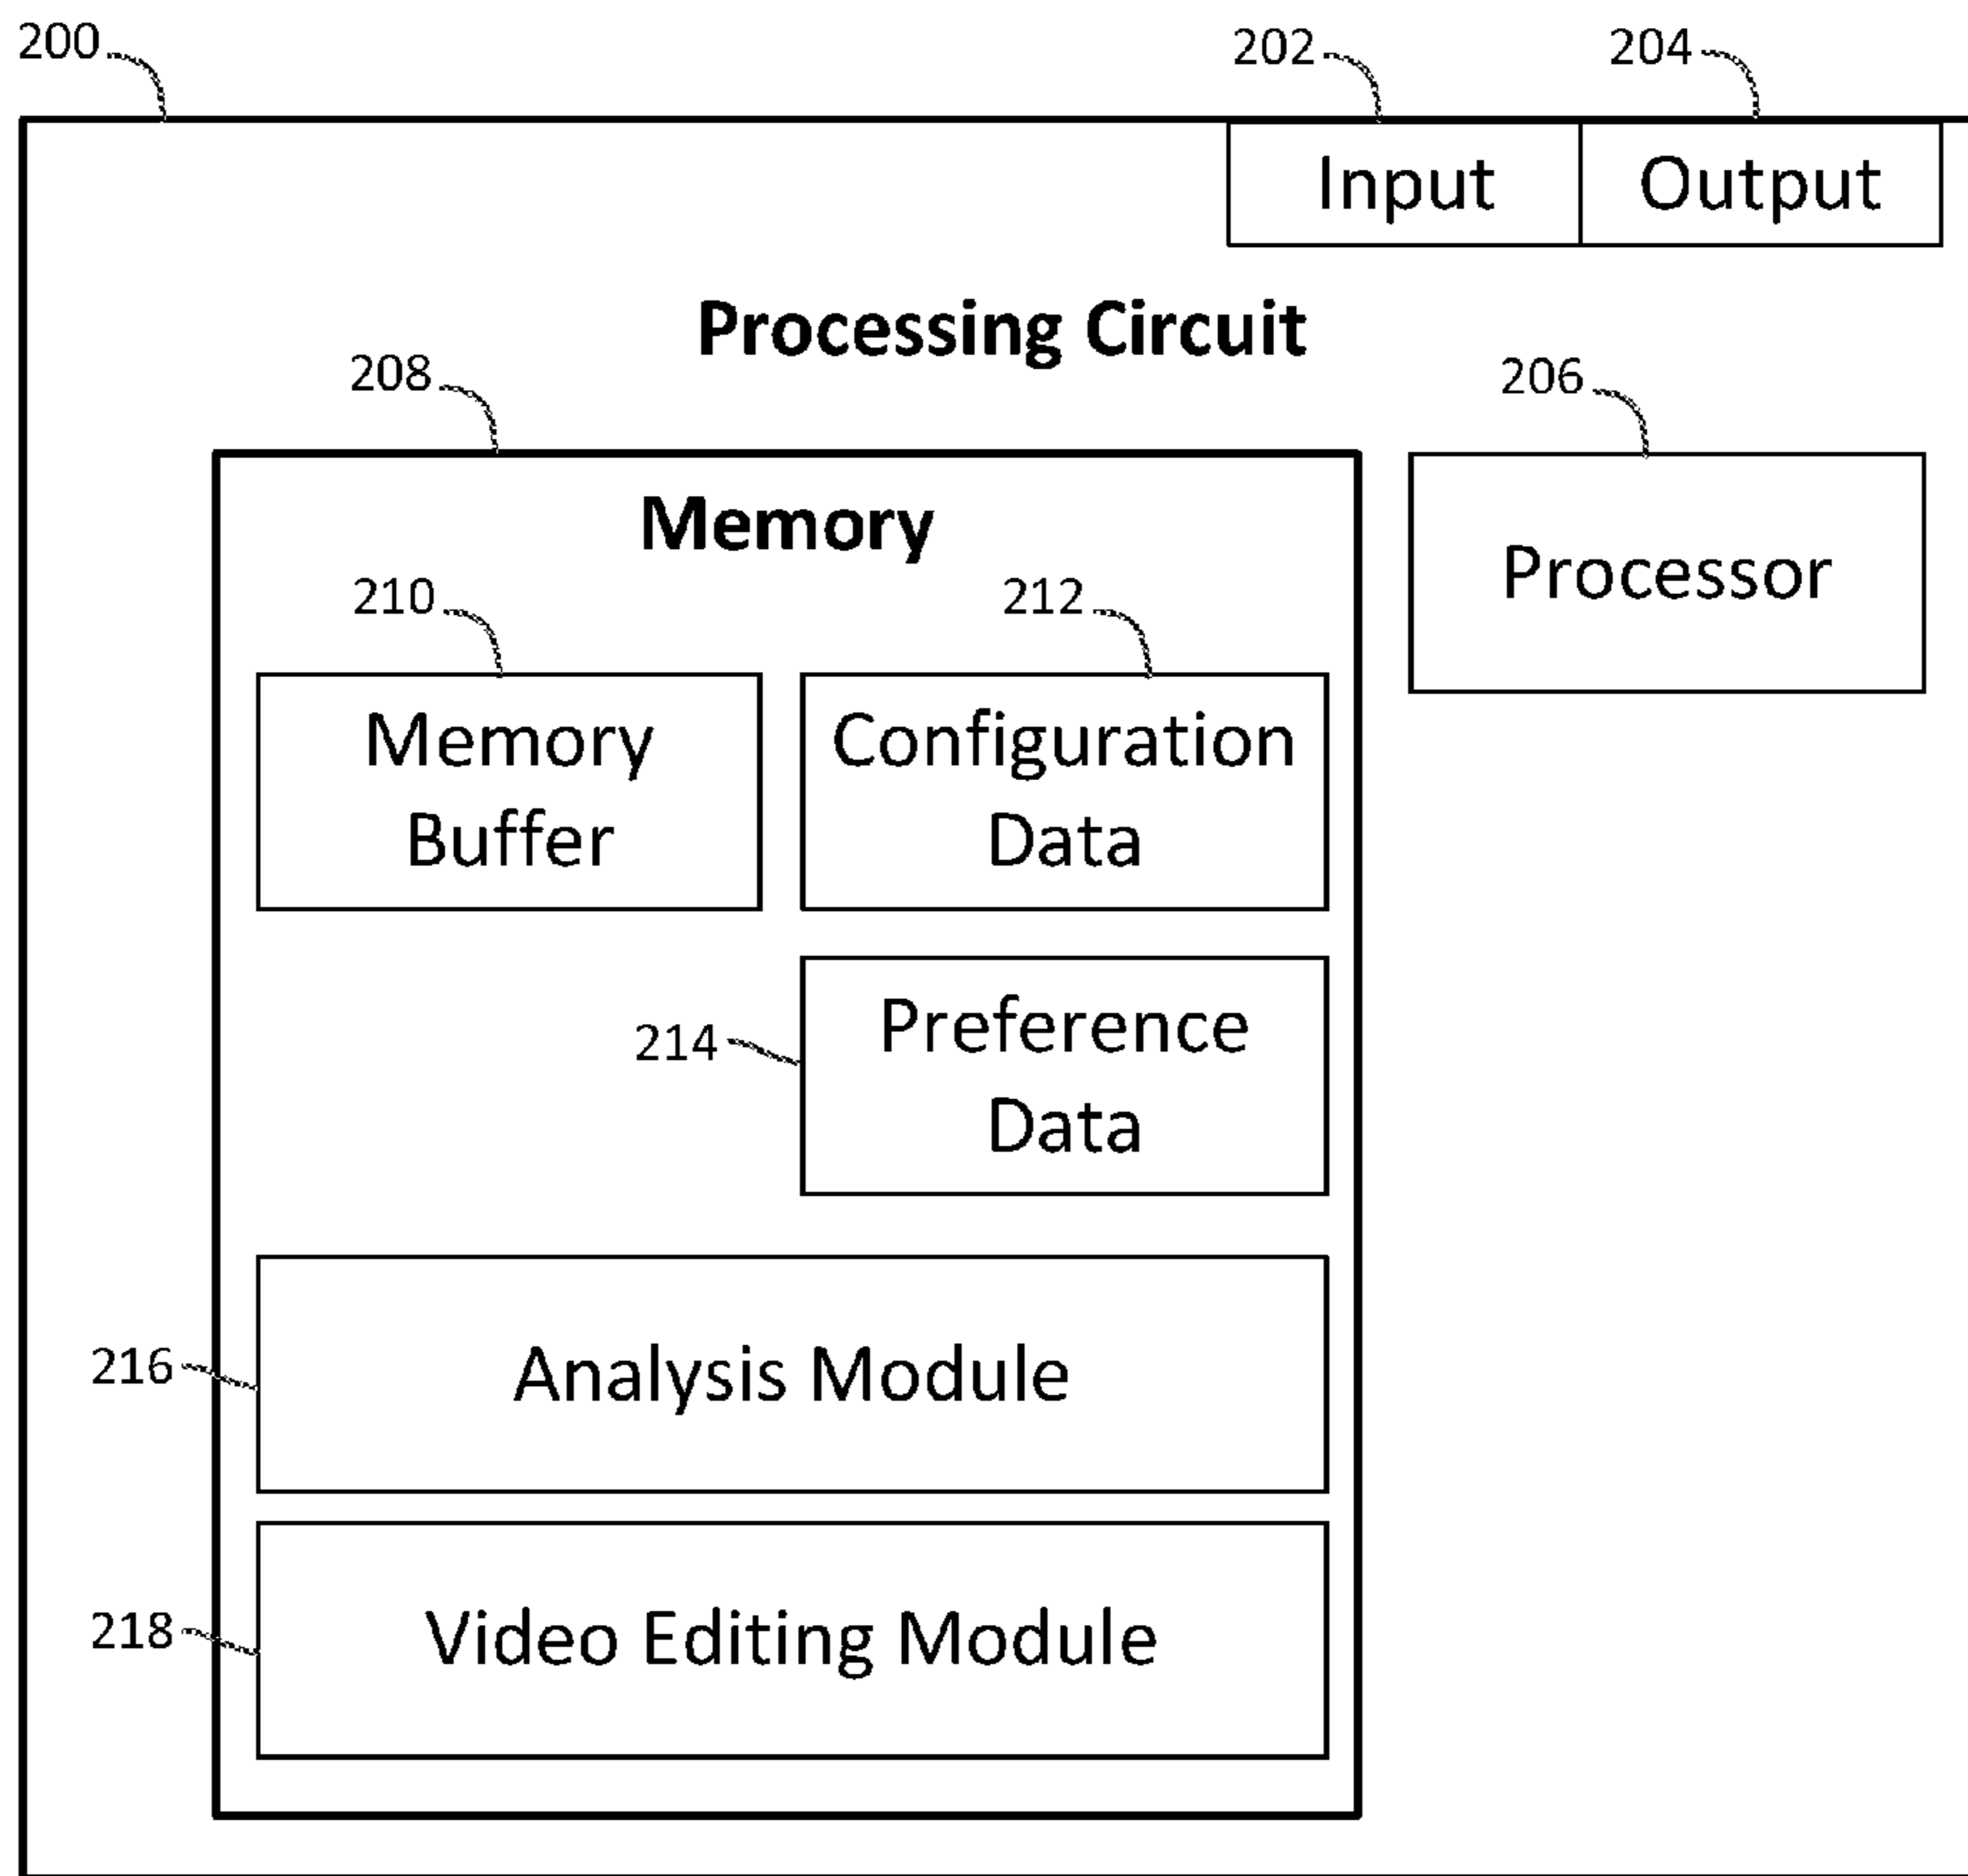 200
202
204
Input
Output
Processing Circuit
208
206
Memory
Processor
210
212
Memory
Buffer
Configuration
Data
214
Preference
Data
216
Analysis Module
218
Video Editing Module